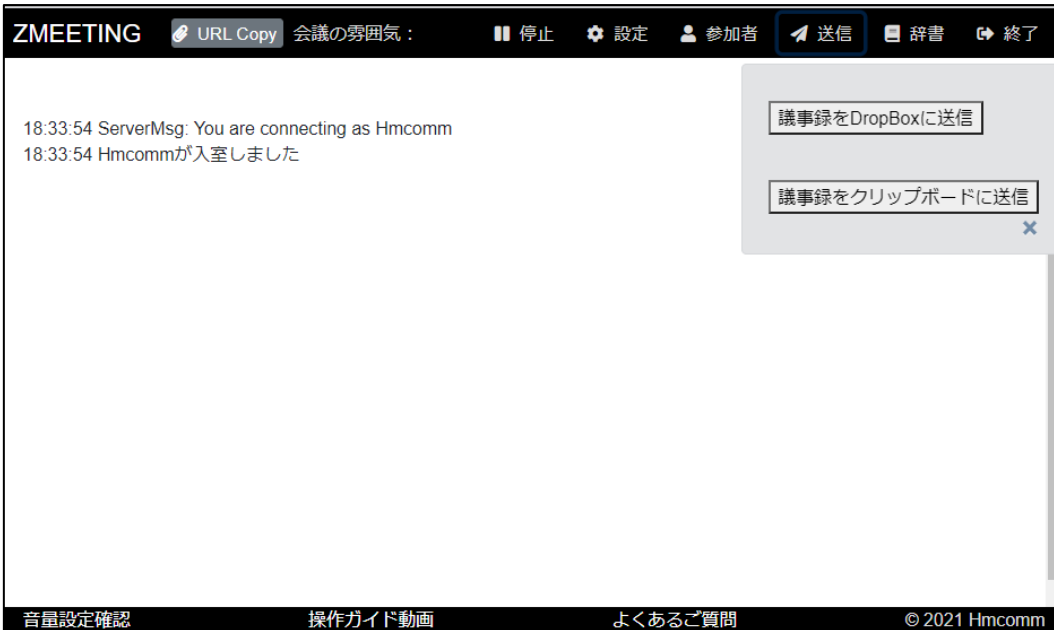 ZMEETING URL Copy 会議の雰囲気： 停止 設定 参加者 送信 辞書 終了
議事録をDropBoxに送信
18:33:54 ServerMsg: You are connecting as Hmcomm
18:33:54 Hmcommが入室しました
議事録をクリップボードに送信
音量設定確認 操作ガイド動画 よくあるご質問 © 2021 Hmcomm